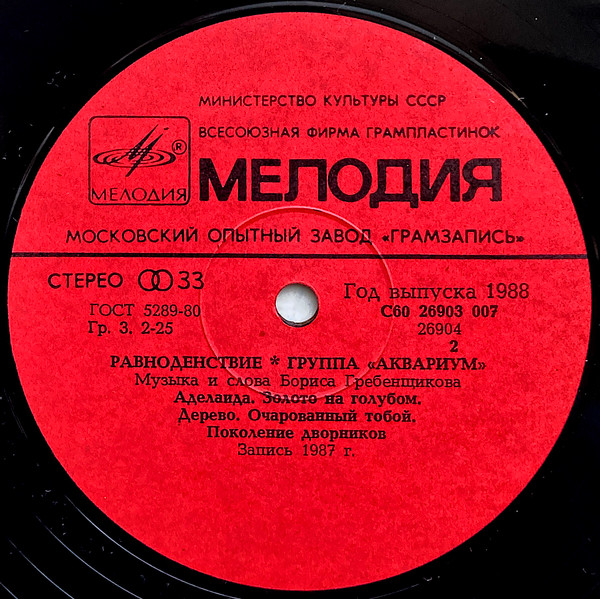 МИНИСТЕРСТВО КУЛЬТУРЫ СССР
ВСЕСОЮЗНАЯ ФИРМА ГРАМПЛАСТИНОК
®
МЕЛОДИЯ
МЕЛОДИЯ
МОСКОВСКИЙ ОПЫТНЫЙ ЗАВОД «ГРАМЗАПИСЬ»
СТЕРЕО 33
Год выпуска 1988
ГОСТ 5289-80
С60 26903 007
Гр. 3. 2-25
26904
2
РАВНОДЕНСТВИЕ * ГРУППА «АКВАРИУМ»
Музыка и слова Бориса Гребенщикова
Аделаида. Золото на голубом.
Дерево. Очарованный тобой.
Поколение дворников
Запись 1987 г.